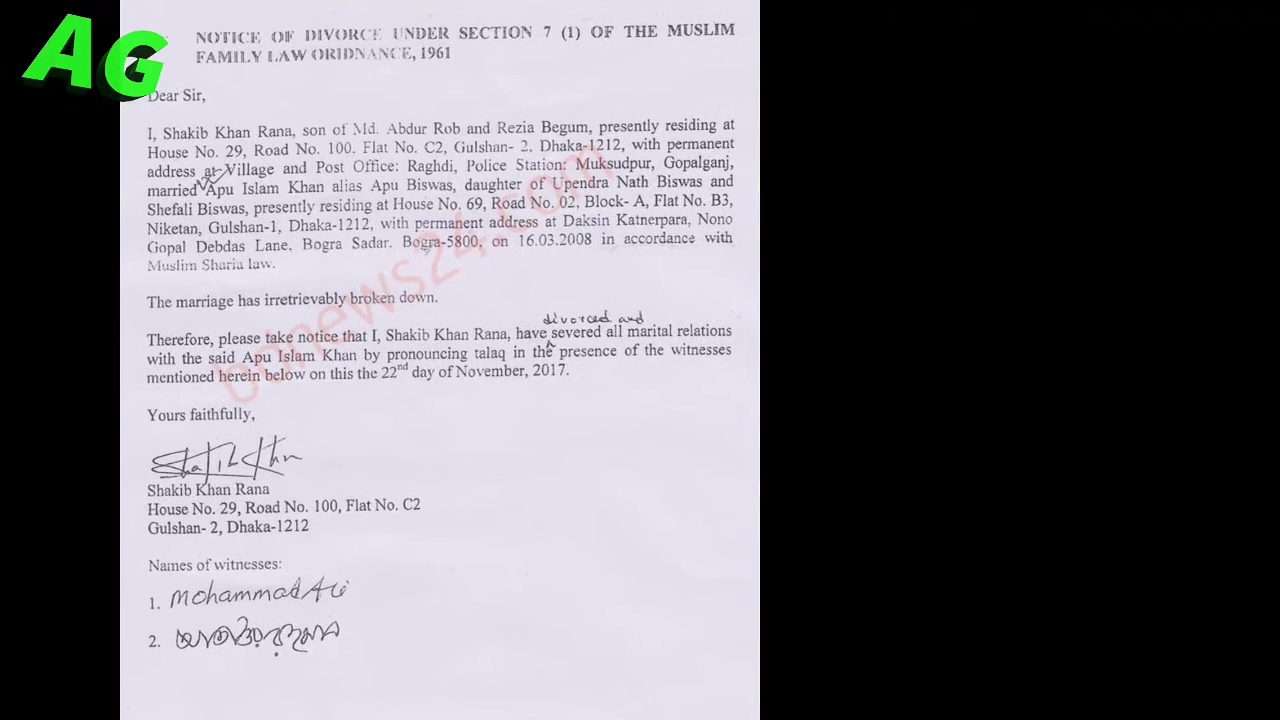 AG
NOTICE OF DIVORCE UNDER SECTION 7 (1) OF THE MUSLIM
FAMILY LAW ORIDNANCE, 1961
Dear Sir,
I, Shakib Khan Rana, son of Md. Abdur Rob and Rezia Begum, presently residing at
House No. 29, Road No. 100. Flat No. C2, Gulshan- 2. Dhaka-1212, with permanent
address at Village and Post Office: Raghdi, Police Station: Muksudpur, Gopalganj,
married Apu Islam Khan alias Apu Biswas, daughter of Upendra Nath Biswas and
Shefali Biswas, presently residing at House No. 69, Road No. 02, Block- A, Flat No. B3,
Niketan, Gulshan-1, Dhaka-1212, with permanent address at Daksin Katnerpara, Nono
Gopal Debdas Lane. Bogra Sadar. Bogra-5800, on 16.03.2008 in accordance with
Muslim Sharia law.
bdnews24.com
The marriage has irretrievably broken down.
divorced and
Therefore, please take notice that I, Shakib Khan Rana, have severed all marital relations
with the said Apu Islam Khan by pronouncing talaq in the presence of the witnesses
mentioned herein below on this the 22nd day of November, 2017.
Yours faithfully,
Shakib Khan
Shakib Khan Rana
House No. 29, Road No. 100, Flat No. C2
Gulshan- 2, Dhaka-1212
Names of witnesses:
1. Mohammad Ali
2.